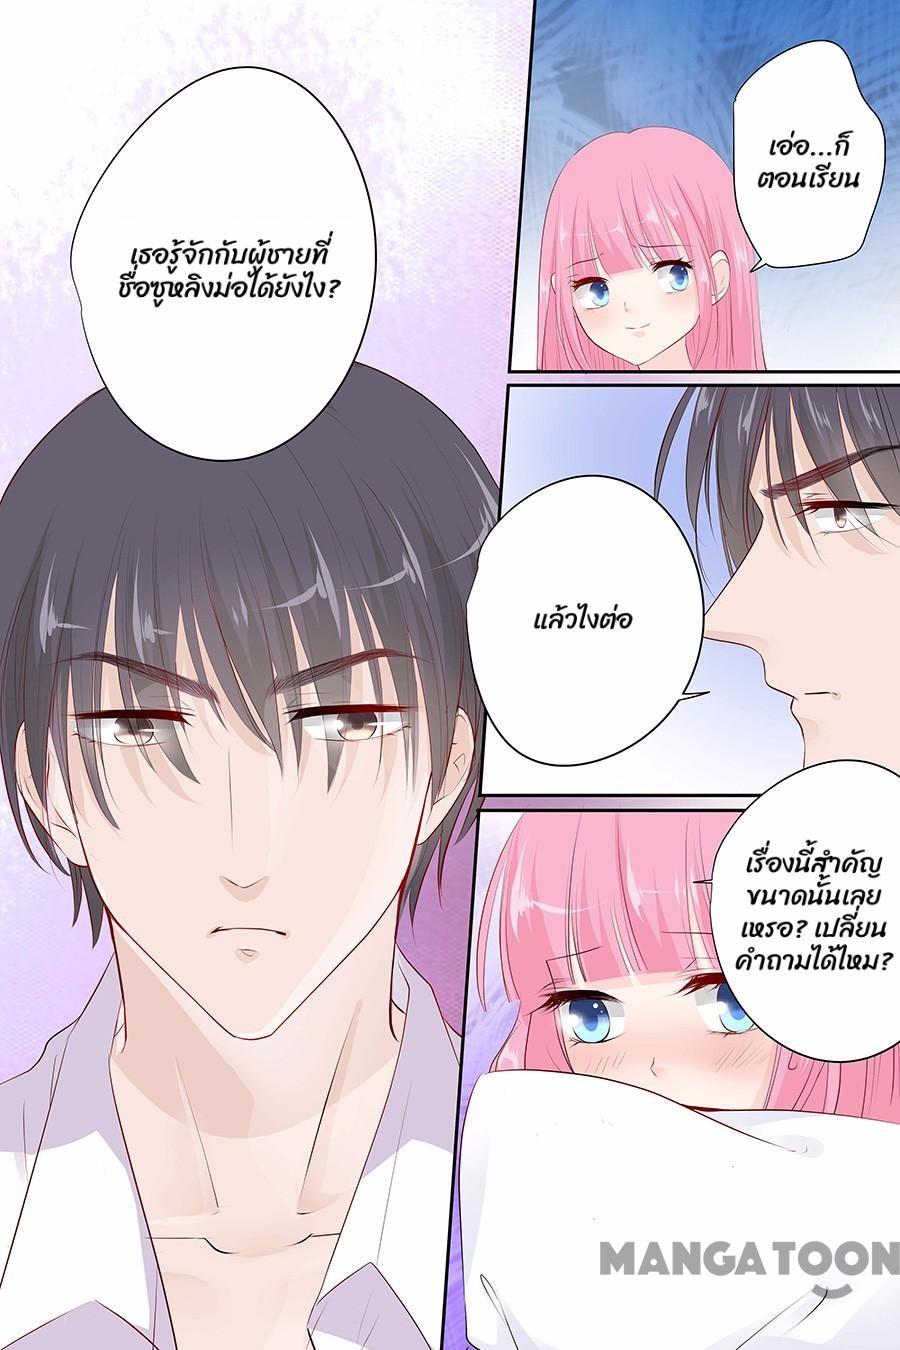 เธอรู้จักกับผู้ชายที่
ชื่อซูหลิงม่อได้ยังไง?
เอ่อ...ก็
ตอนเรียน
แล้วไงต่อ
เรื่องนี้สำคัญ
ขนาดนั้นเลย
เหรอ? เปลี่ยน
คำถามได้ไหม?
MANGATOON